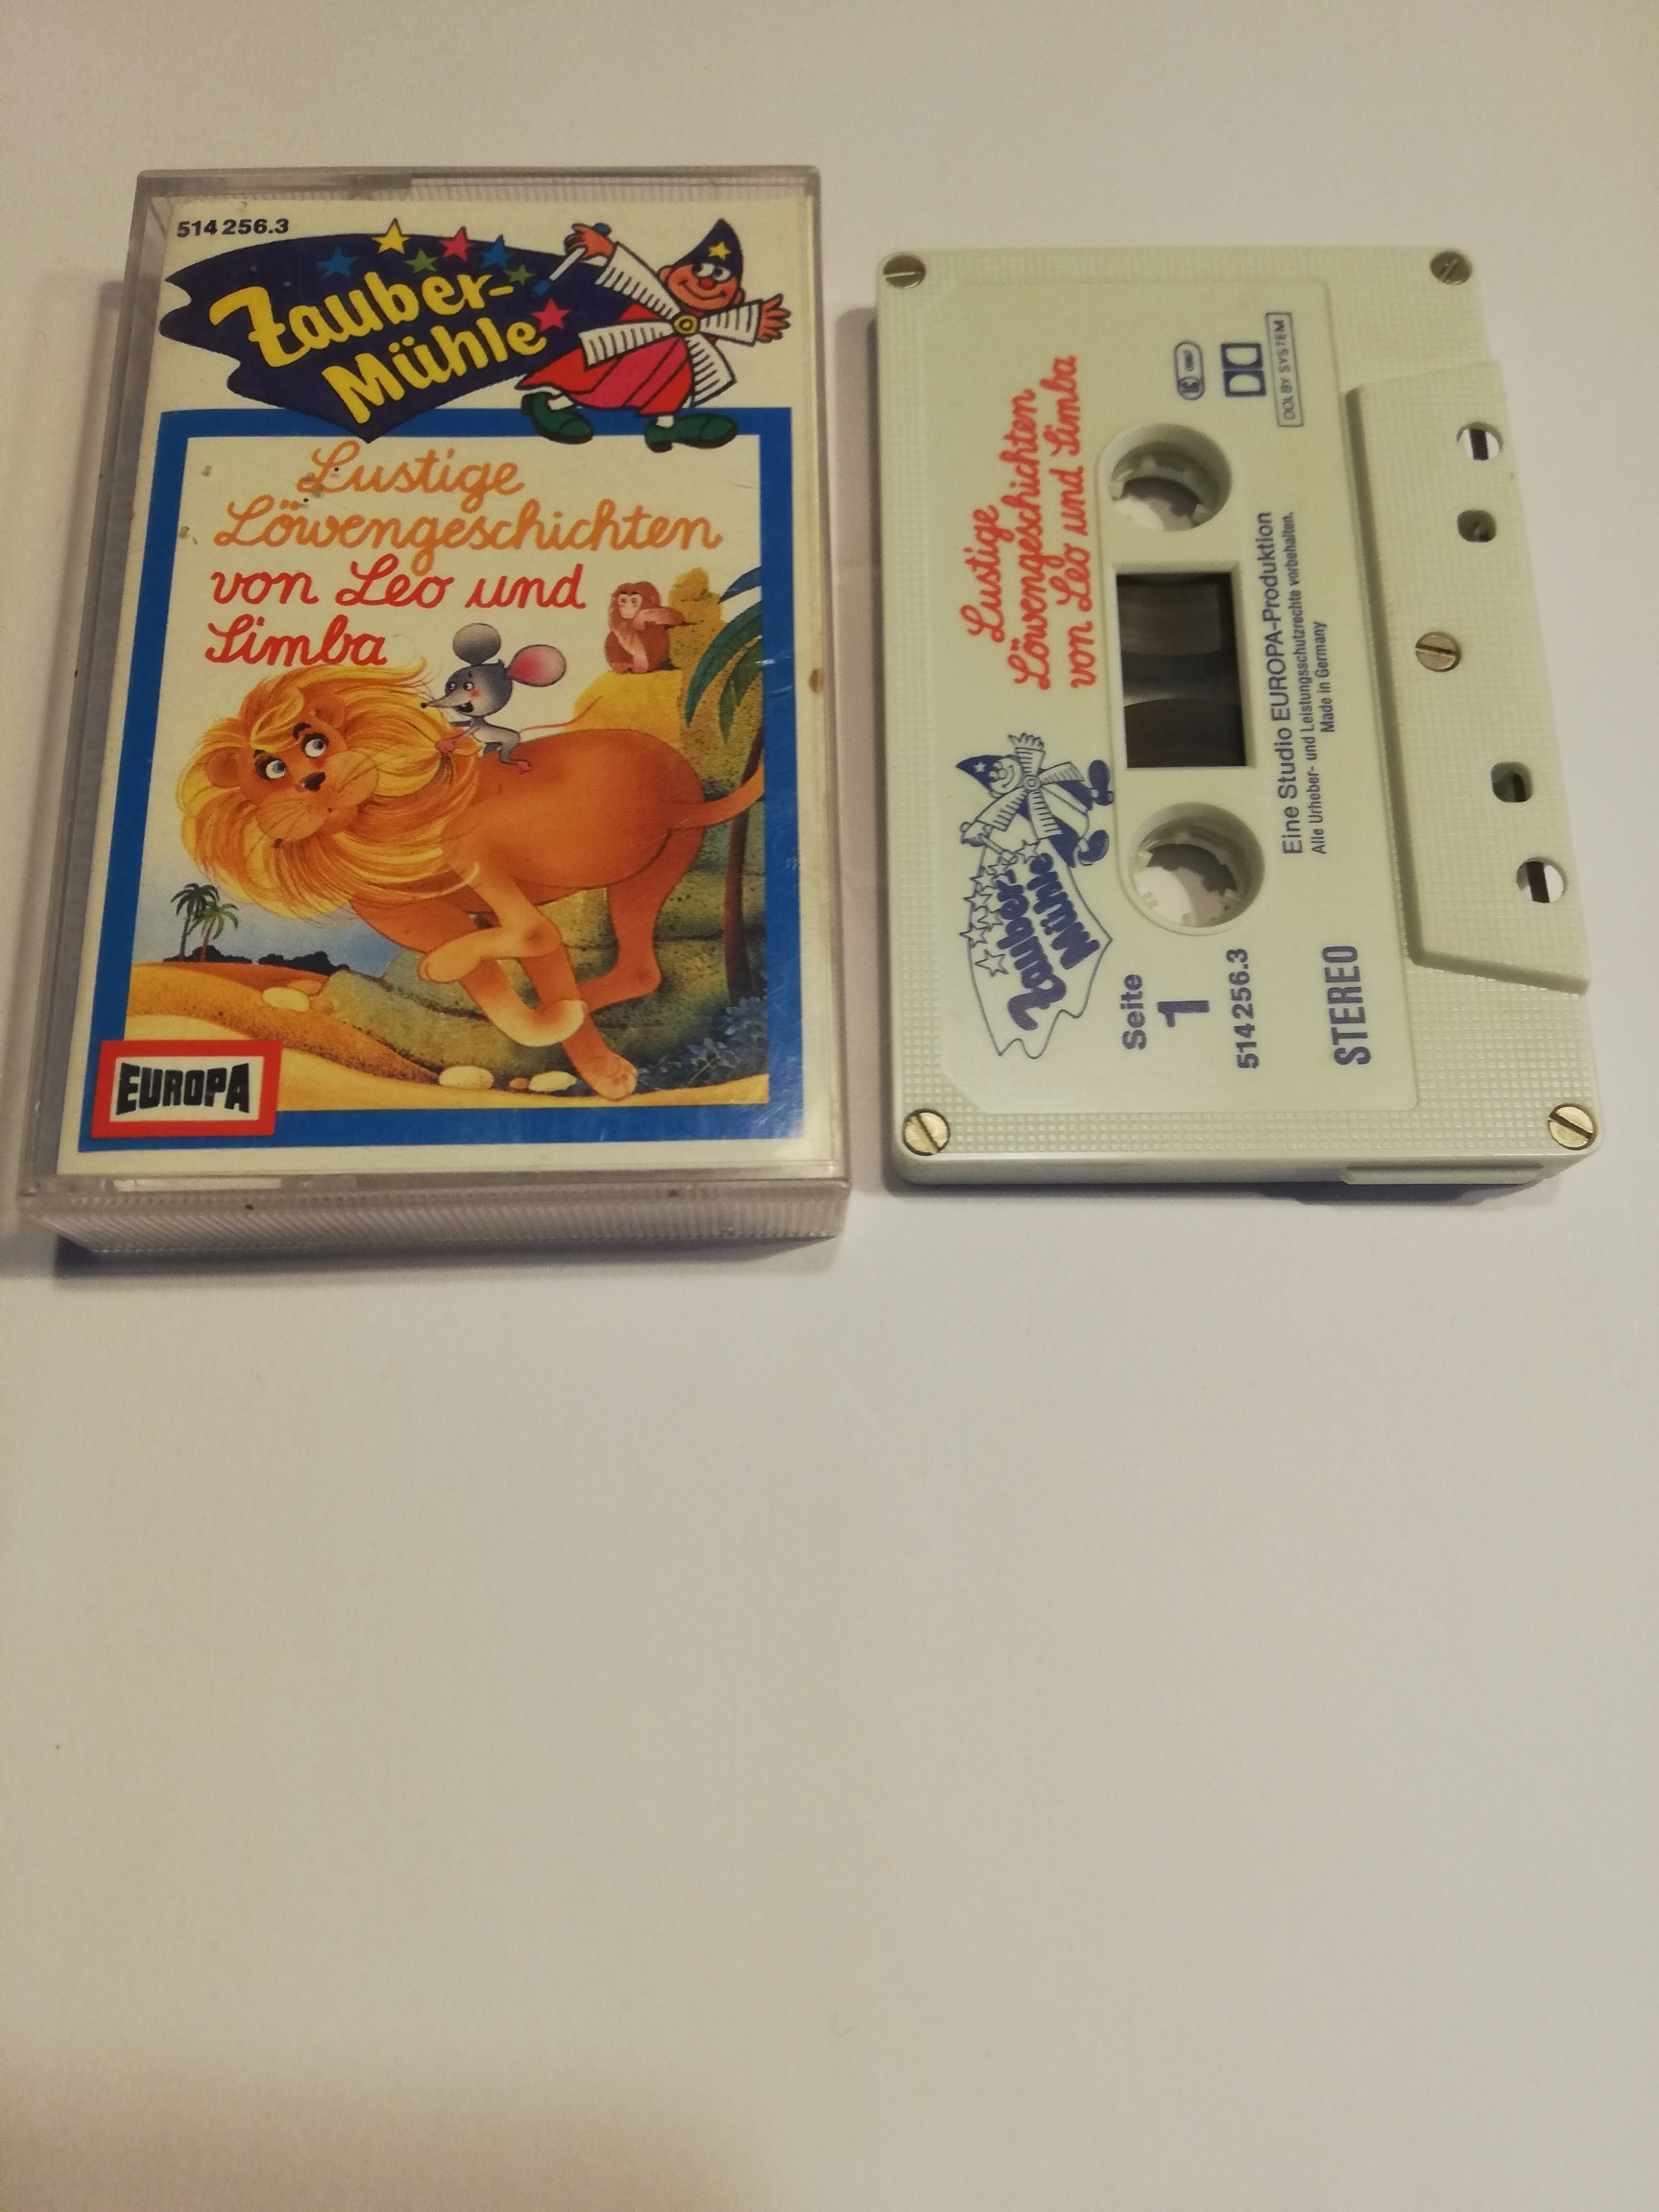 514 256.3
Zauber-
Mühle
Lustige
Löwengeschichten
von Leo und
Simba
EUROPA
Lustige
Löwengeschichten
von Leo und Simba
Zauber-
Mühle
Seite
1
514256.3
STEREO
DOLBY SYSTEM
Eine Studio EUROPA-Produktion
Alle Urheber- und Leistungsschutzrechte vorbehalten.
Made in Germany